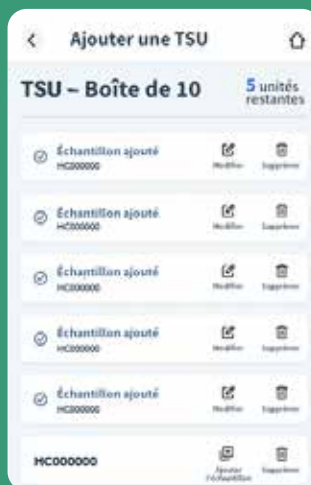 Ajouter une TSU
TSU – Boîte de 10
5 unités
restantes
Échantillon ajouté
HC000000
Modifier
Supprimer
Échantillon ajouté
HC000000
Modifier
Supprimer
Échantillon ajouté
HC000000
Modifier
Supprimer
Échantillon ajouté
HC000000
Modifier
Supprimer
Échantillon ajouté
HC000000
Modifier
Supprimer
HC000000
Ajouter
l'échantillon
Supprimer